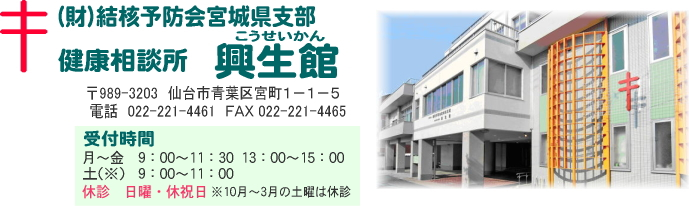 (財)結核予防会宮城県支部
こうせいかん
健康相談所 興生館
〒989-3203 仙台市青葉区宮町1-1-5
電話 022-221-4461 FAX 022-221-4465
受付時間
月～金 9：00～11：30 13：00～15：00
土(※) 9：00～11：00
休診 日曜・休祝日 ※10月～3月の土曜は休診